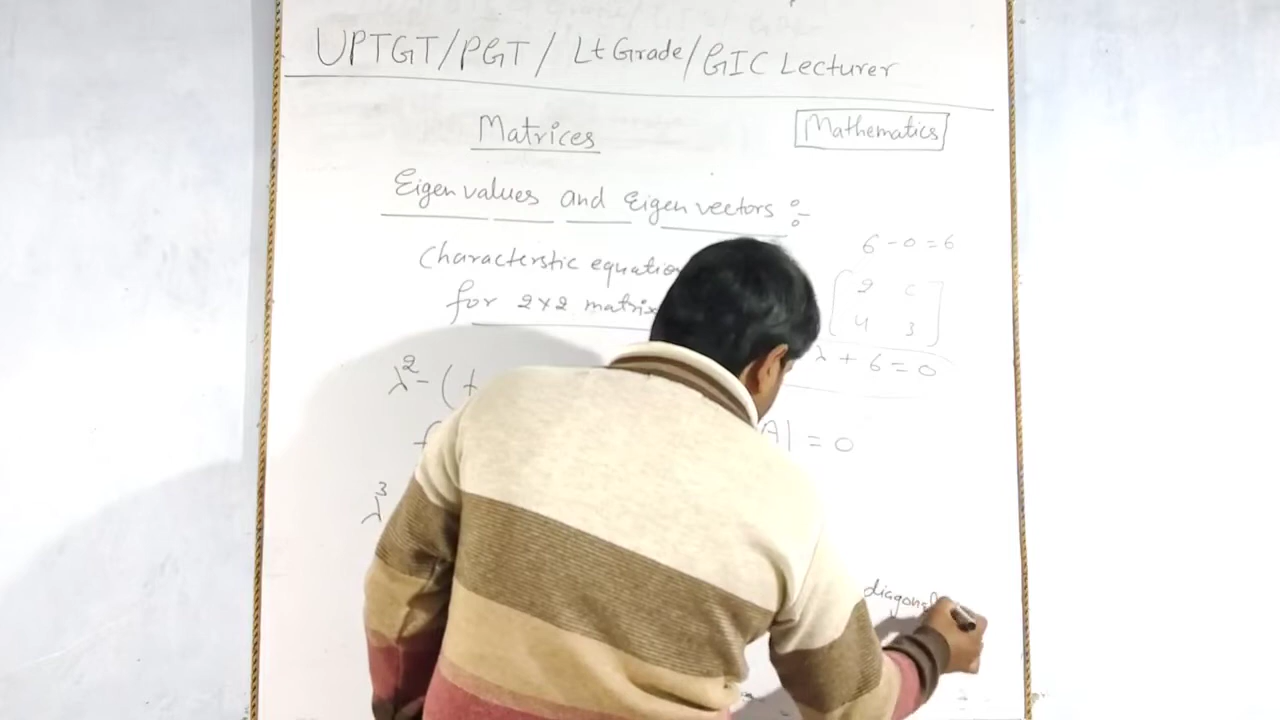 UPTGT/PGT/ Lt Grade/GIC Lecturer
Matrices
Mathematics
Eigen values and Eigen vectors :-
Characterstic equation
for 2x2 matrix
6-0=6
2
4 3
λ + 6 = 0
λ² - (
A| = 0
λ³
diagonal